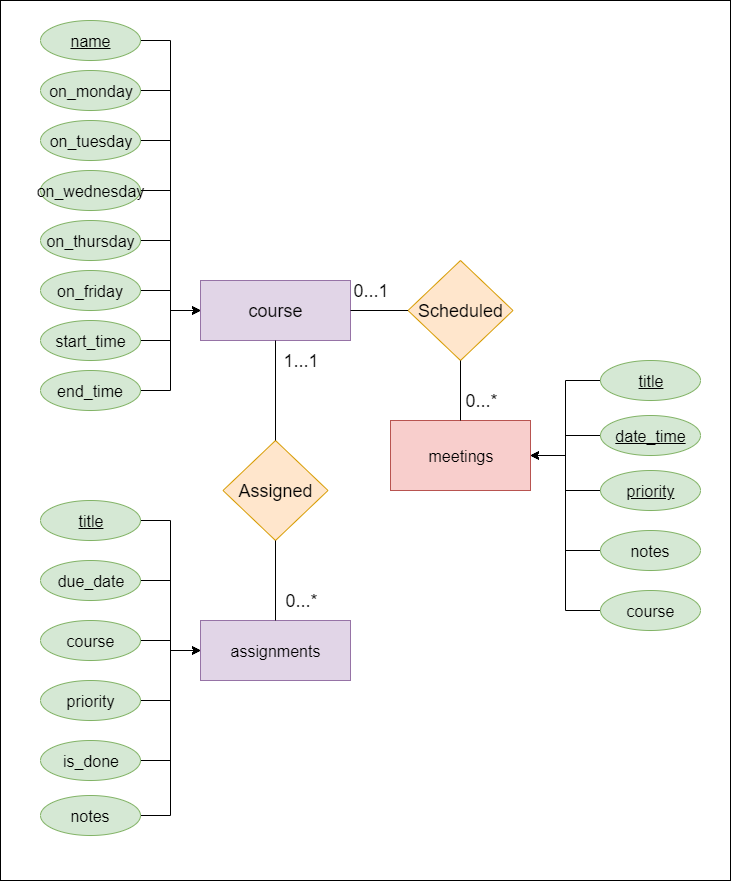 name
on_monday
on_tuesday
on_wednesday
on_thursday
on_friday
start_time
end_time
course
0...1
Scheduled
1...1
0...*
meetings
title
date_time
priority
notes
course
Assigned
0...*
assignments
title
due_date
course
priority
is_done
notes